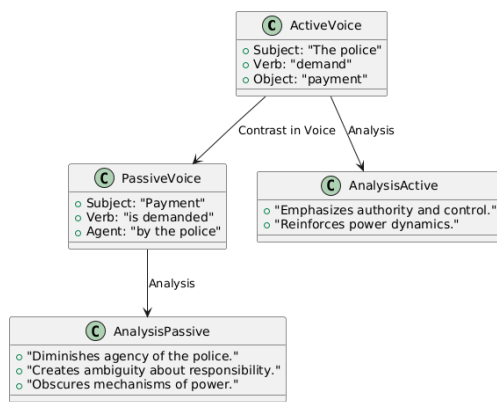 C ActiveVoice
Subject: "The police"
Verb: "demand"
Object: "payment"
Contrast in Voice
Analysis
C PassiveVoice
Subject: "Payment"
Verb: "is demanded"
Agent: "by the police"
C AnalysisActive
"Emphasizes authority and control."
"Reinforces power dynamics."
Analysis
C AnalysisPassive
"Diminishes agency of the police."
"Creates ambiguity about responsibility."
"Obscures mechanisms of power."